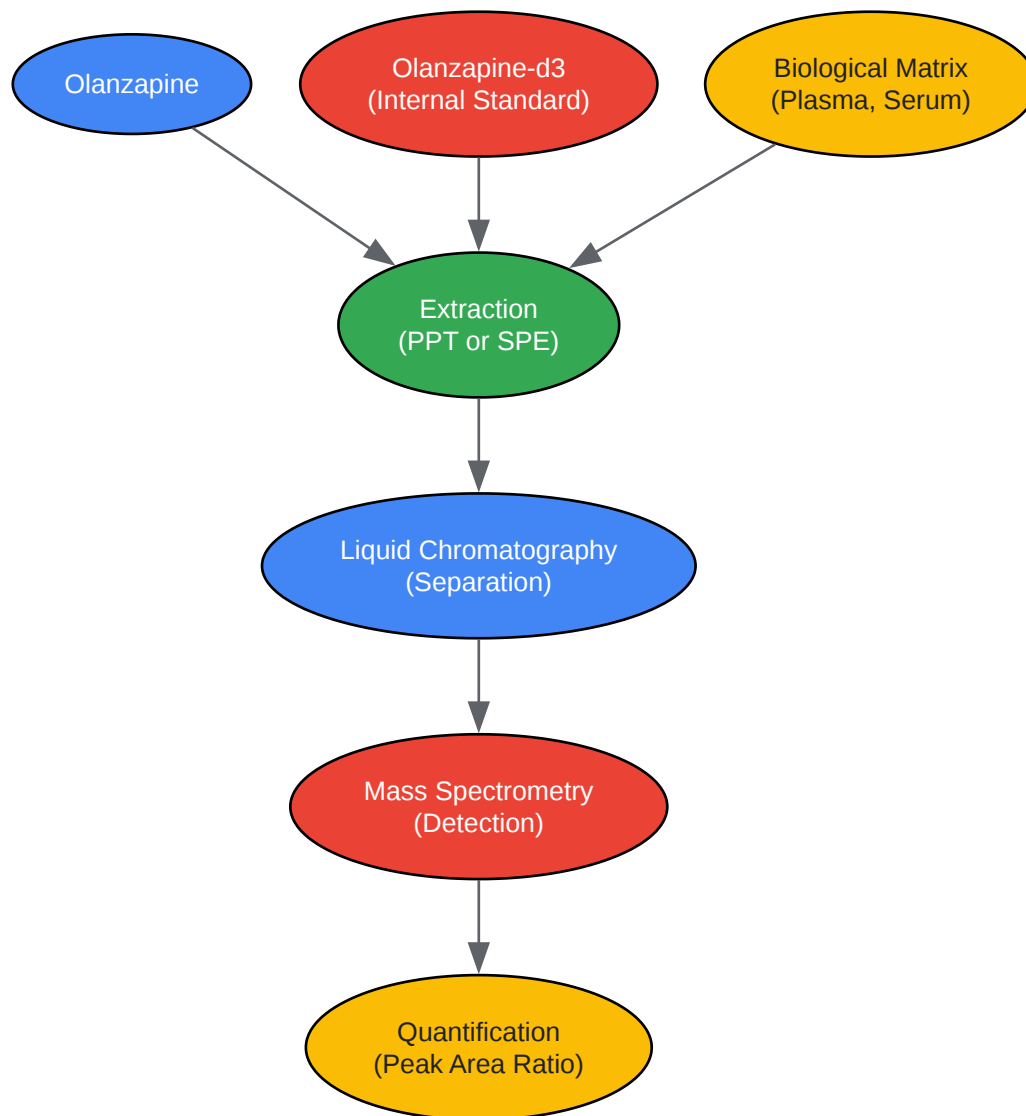 Olanzapine
Olanzapine-d3
(Internal Standard)
Biological Matrix
(Plasma, Serum)
Extraction
(PPT or SPE)
Liquid Chromatography
(Separation)
Mass Spectrometry
(Detection)
Quantification
(Peak Area Ratio)